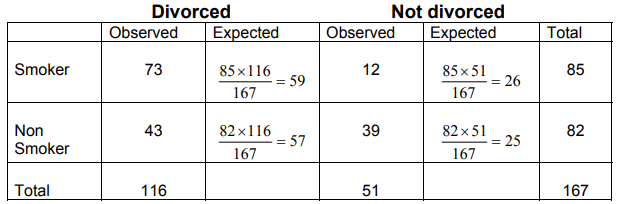 Divorced Not divorced
Observed Expected Observed Expected Total
Smoker 73 85×116/167 = 59 12 85×51/167 = 26 85
Non Smoker 43 82×116/167 = 57 39 82×51/167 = 25 82
Total 116 51 167